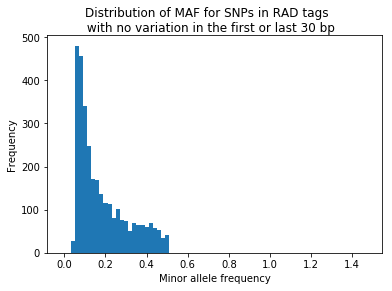 Distribution of MAF for SNPs in RAD tags
with no variation in the first or last 30 bp
500
400
300
200
100
0
Frequency
0.0 0.2 0.4 0.6 0.8 1.0 1.2 1.4
Minor allele frequency